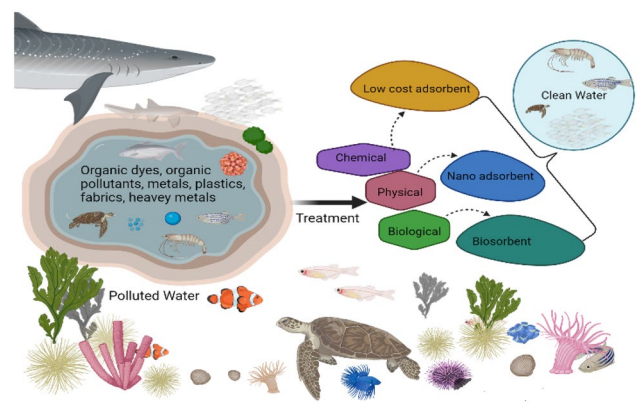 Low cost adsorbent
Clean Water
Organic dyes, organic
pollutants, metals, plastics,
fabrics, heavey metals
Chemical
Physical
Nano adsorbent
Treatment
Biological
Biosorbent
Polluted Water